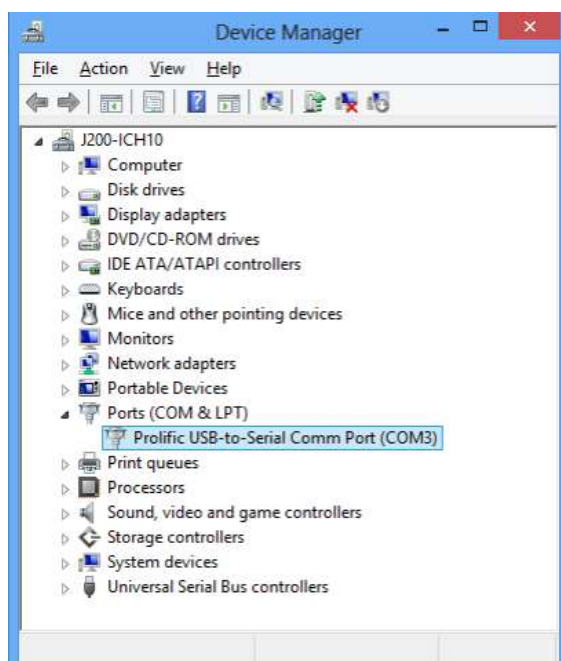 Device Manager
File Action View Help
J200-ICH10
Computer
Disk drives
Display adapters
DVD/CD-ROM drives
IDE ATA/ATAPI controllers
Keyboards
Mice and other pointing devices
Monitors
Network adapters
Portable Devices
Ports (COM & LPT)
Prolific USB-to-Serial Comm Port (COM3)
Print queues
Processors
Sound, video and game controllers
Storage controllers
System devices
Universal Serial Bus controllers